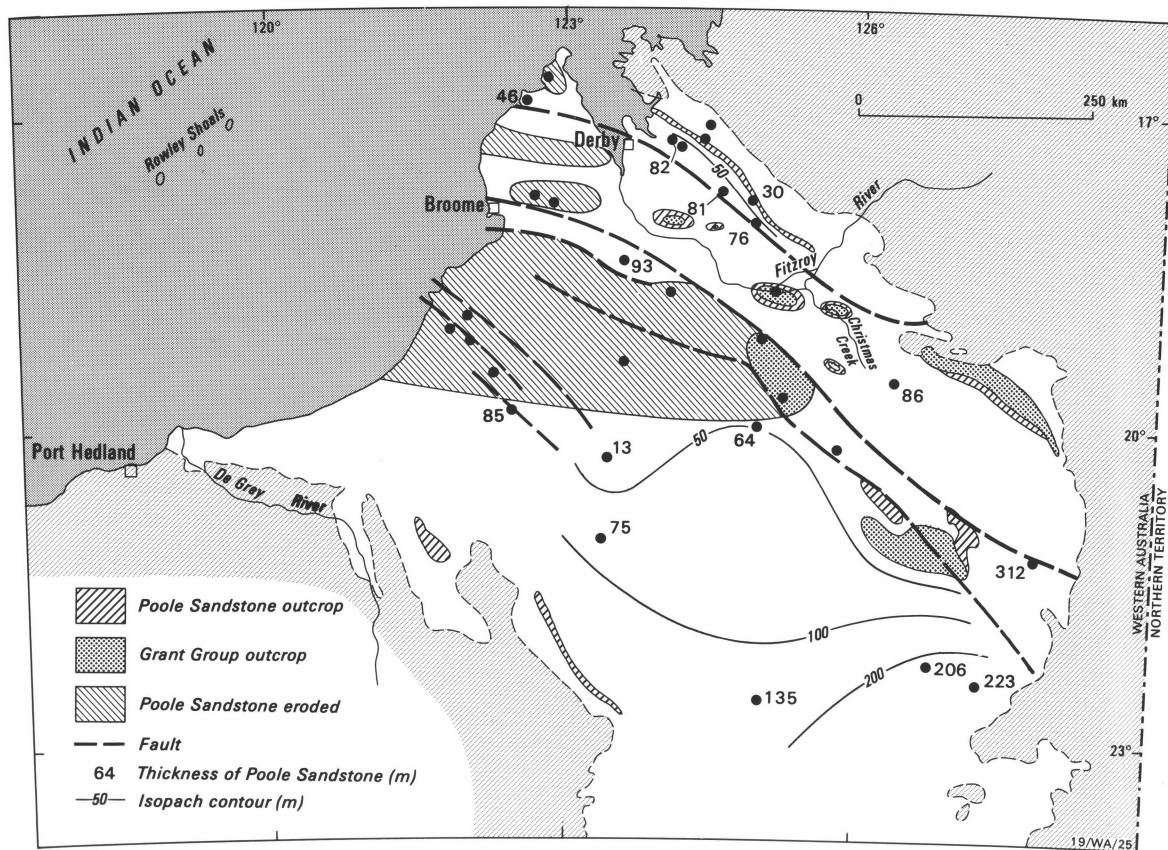 120°
123°
126°
INDIAN OCEAN
Rowley Shoals
46
0
250 km
17°
Derby
82
50
30
81
River
Broome
76
93
Fitzroy
Christmas
Creek
86
85
64
50
20°
13
Port Hedland
De Grey River
75
312
WESTERN AUSTRALIA
NORTHERN TERRITORY
100
200
206
223
135
23°
Poole Sandstone outcrop
Grant Group outcrop
Poole Sandstone eroded
Fault
64 Thickness of Poole Sandstone (m)
50 Isopach contour (m)
19/WA/25